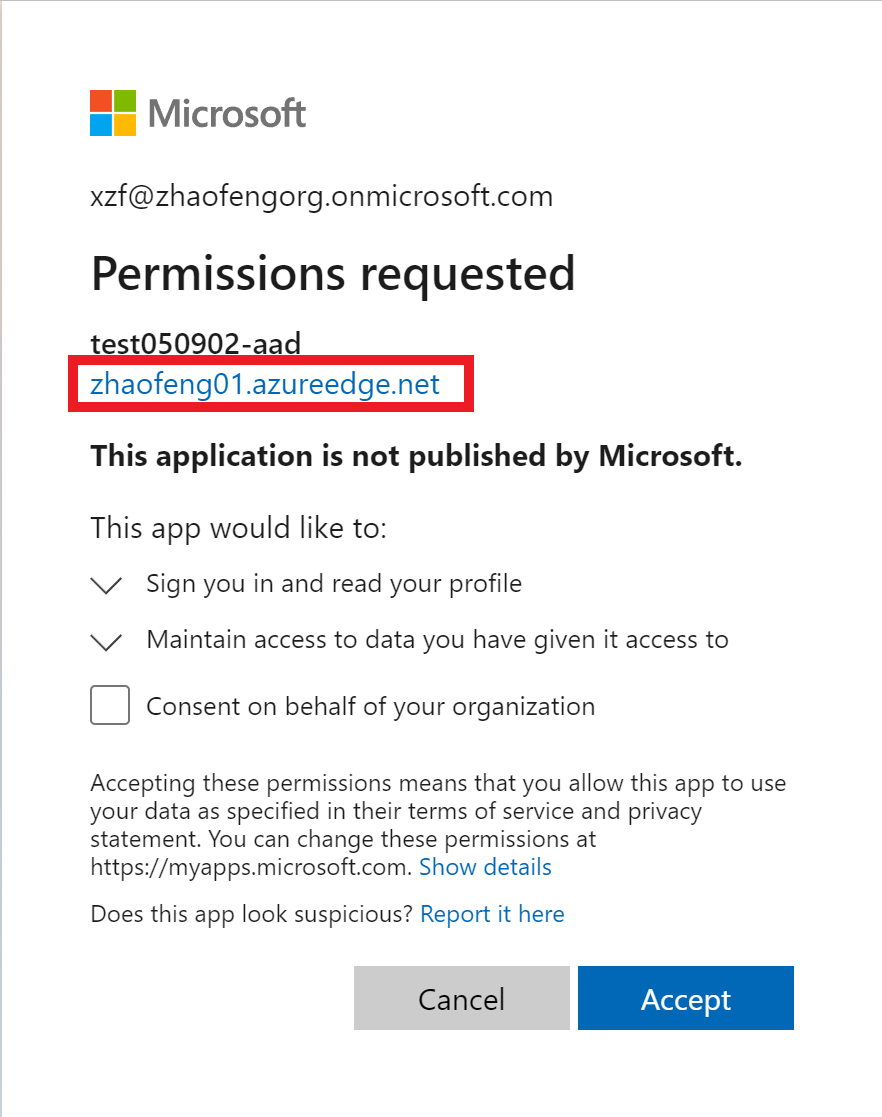 Microsoft
xzf@zhaofengorg.onmicrosoft.com
Permissions requested
test050902-aad
zhaofeng01.azureedge.net
This application is not published by Microsoft.
This app would like to:
Sign you in and read your profile
Maintain access to data you have given it access to
Consent on behalf of your organization
Accepting these permissions means that you allow this app to use
your data as specified in their terms of service and privacy
statement. You can change these permissions at
https://myapps.microsoft.com. Show details
Does this app look suspicious? Report it here
Cancel
Accept